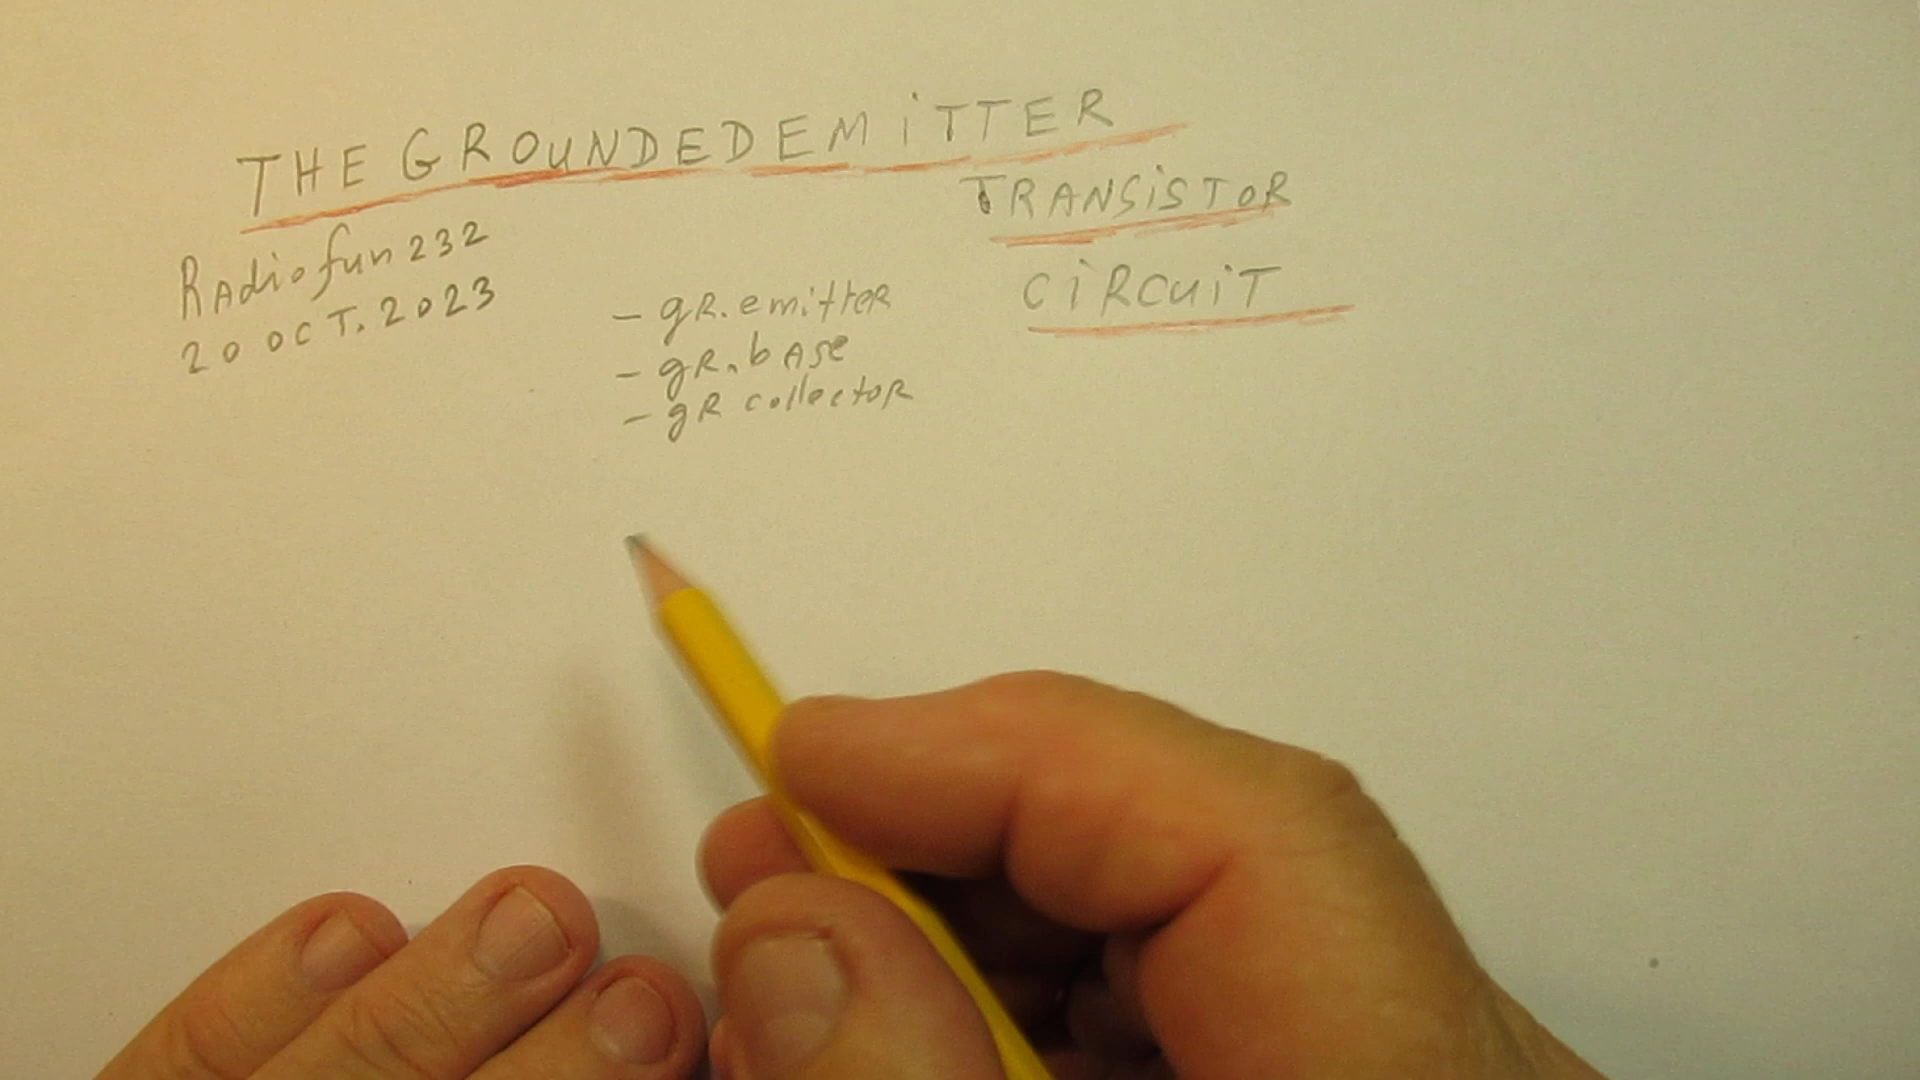 THE GROUNDED EMiTTER
TRANSiSTOR
CiRCuiT
RAdiofun232
20 OCT. 2023
- gR. emitteR
- gR. bAse
- gR collectoR